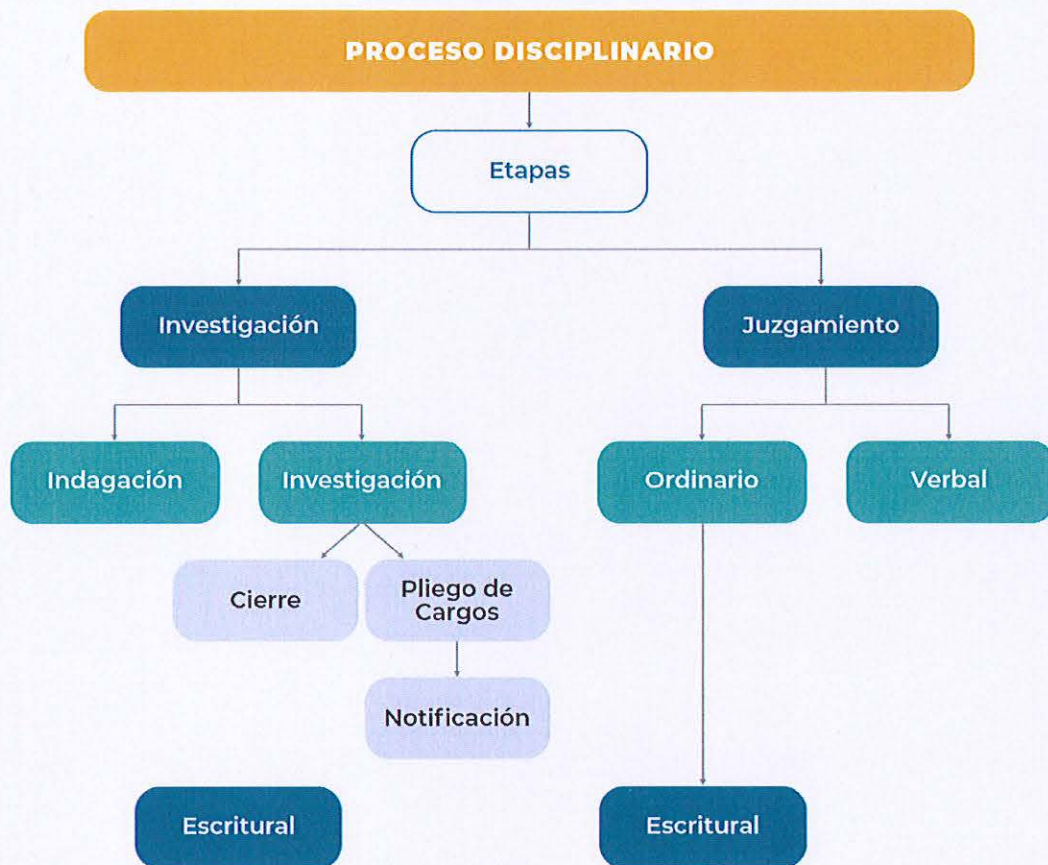 PROCESO DISCIPLINARIO
Etapas
Investigación
Juzgamiento
Indagación
Investigación
Ordinario
Verbal
Cierre
Pliego de
Cargos
Notificación
Escritural
Escritural